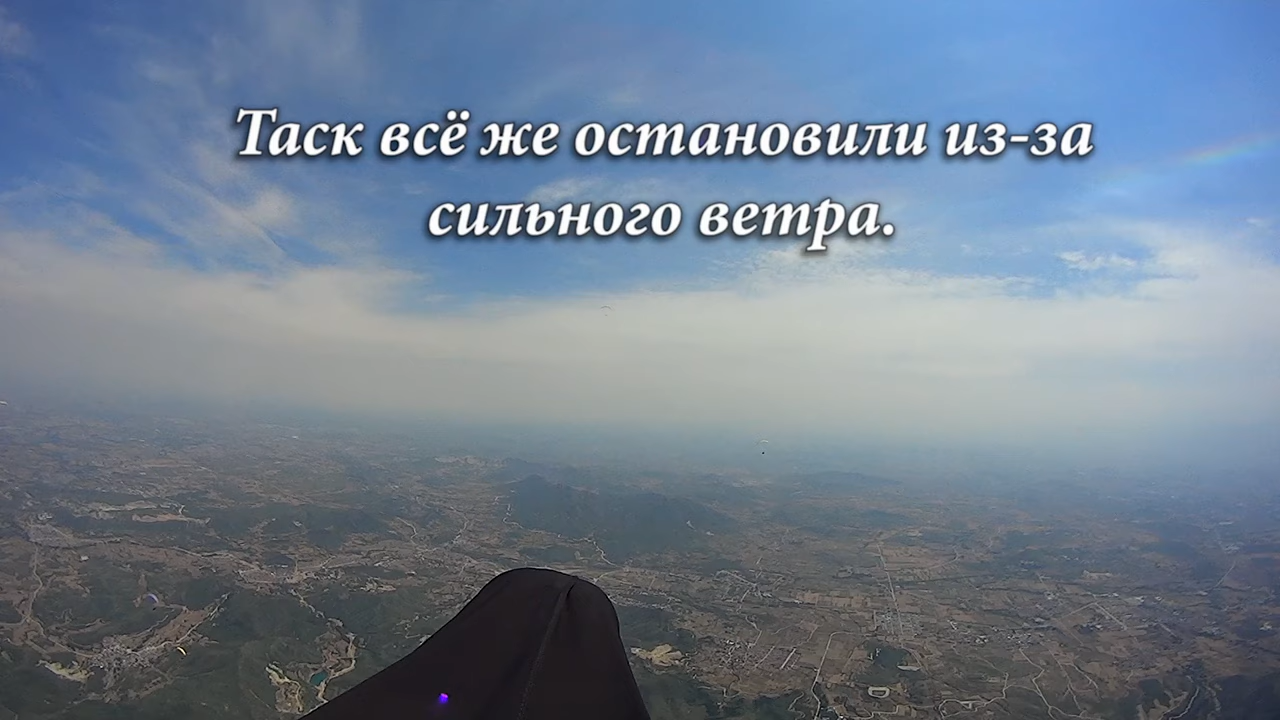 Таск всё же остановили из-за
сильного ветра.